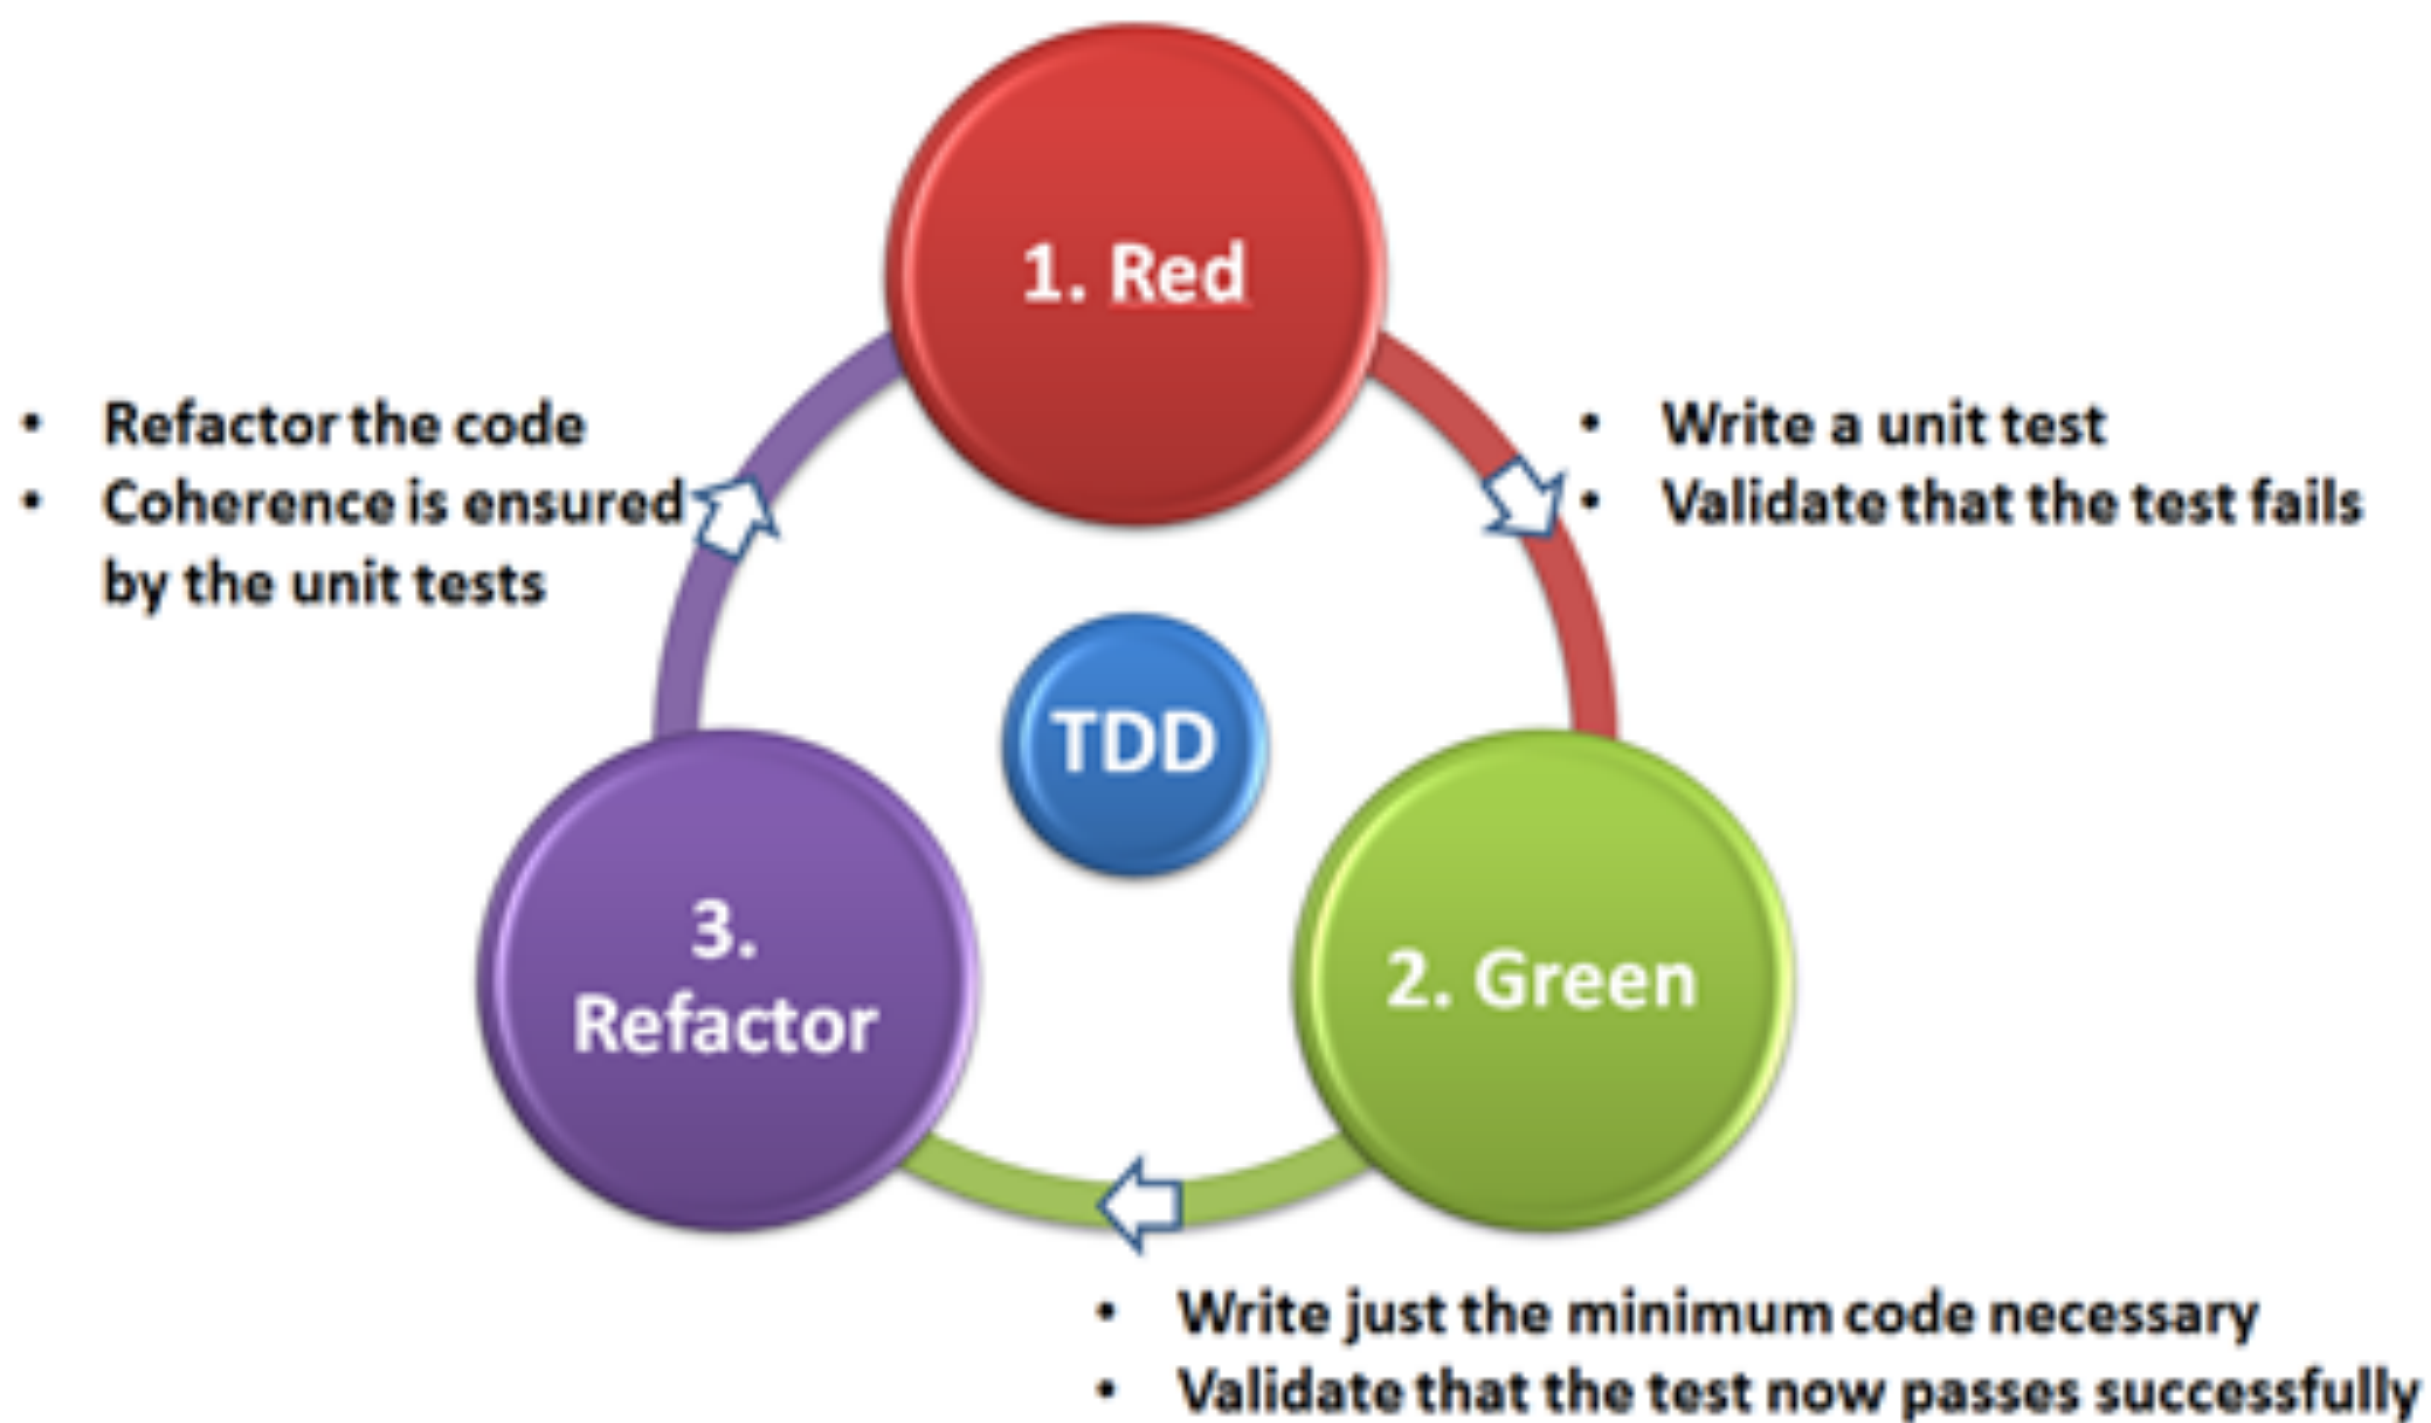 1. Red
• Write a unit test
• Validate that the test fails
• Refactor the code
• Coherence is ensured
by the unit tests
TDD
2. Green
3.
Refactor
• Write just the minimum code necessary
• Validate that the test now passes successfully